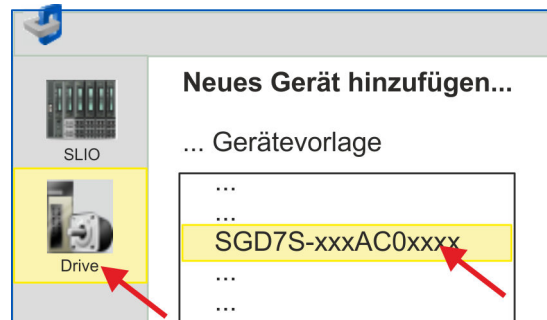 Neues Gerät hinzufügen...
SLIO
... Gerätevorlage
...
...
SGD7S-xxxAC0xxxx
Drive
...
...